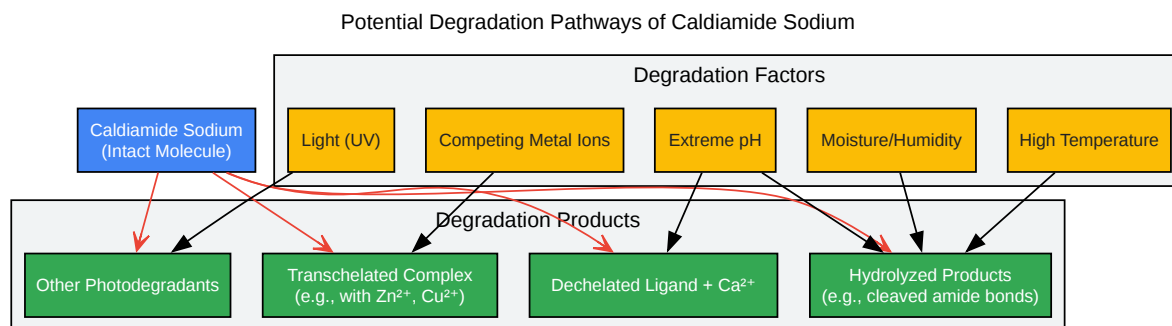 Potential Degradation Pathways of Caldiamide Sodium
Degradation Factors
Caldiamide Sodium
(Intact Molecule)
Light (UV)
Competing Metal Ions
Extreme pH
Moisture/Humidity
High Temperature
Degradation Products
Other Photodegradants
Transchelated Complex
(e.g., with Zn²⁺, Cu²⁺)
Dechelated Ligand + Ca²⁺
Hydrolyzed Products
(e.g., cleaved amide bonds)